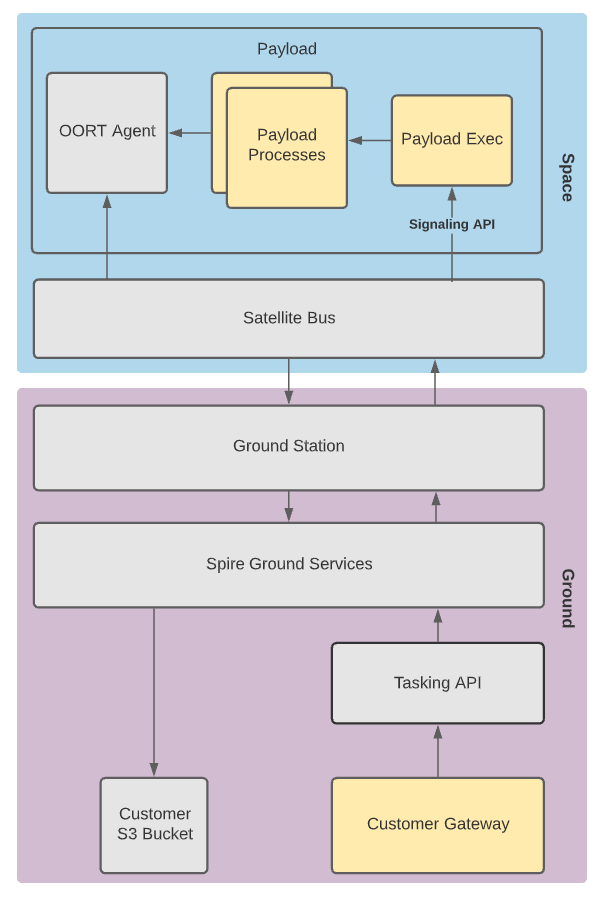 Payload
OORT Agent
Payload
Processes
Payload Exec
Space
Signaling API
Satellite Bus
Ground Station
Spire Ground Services
Ground
Tasking API
Customer
S3 Bucket
Customer Gateway